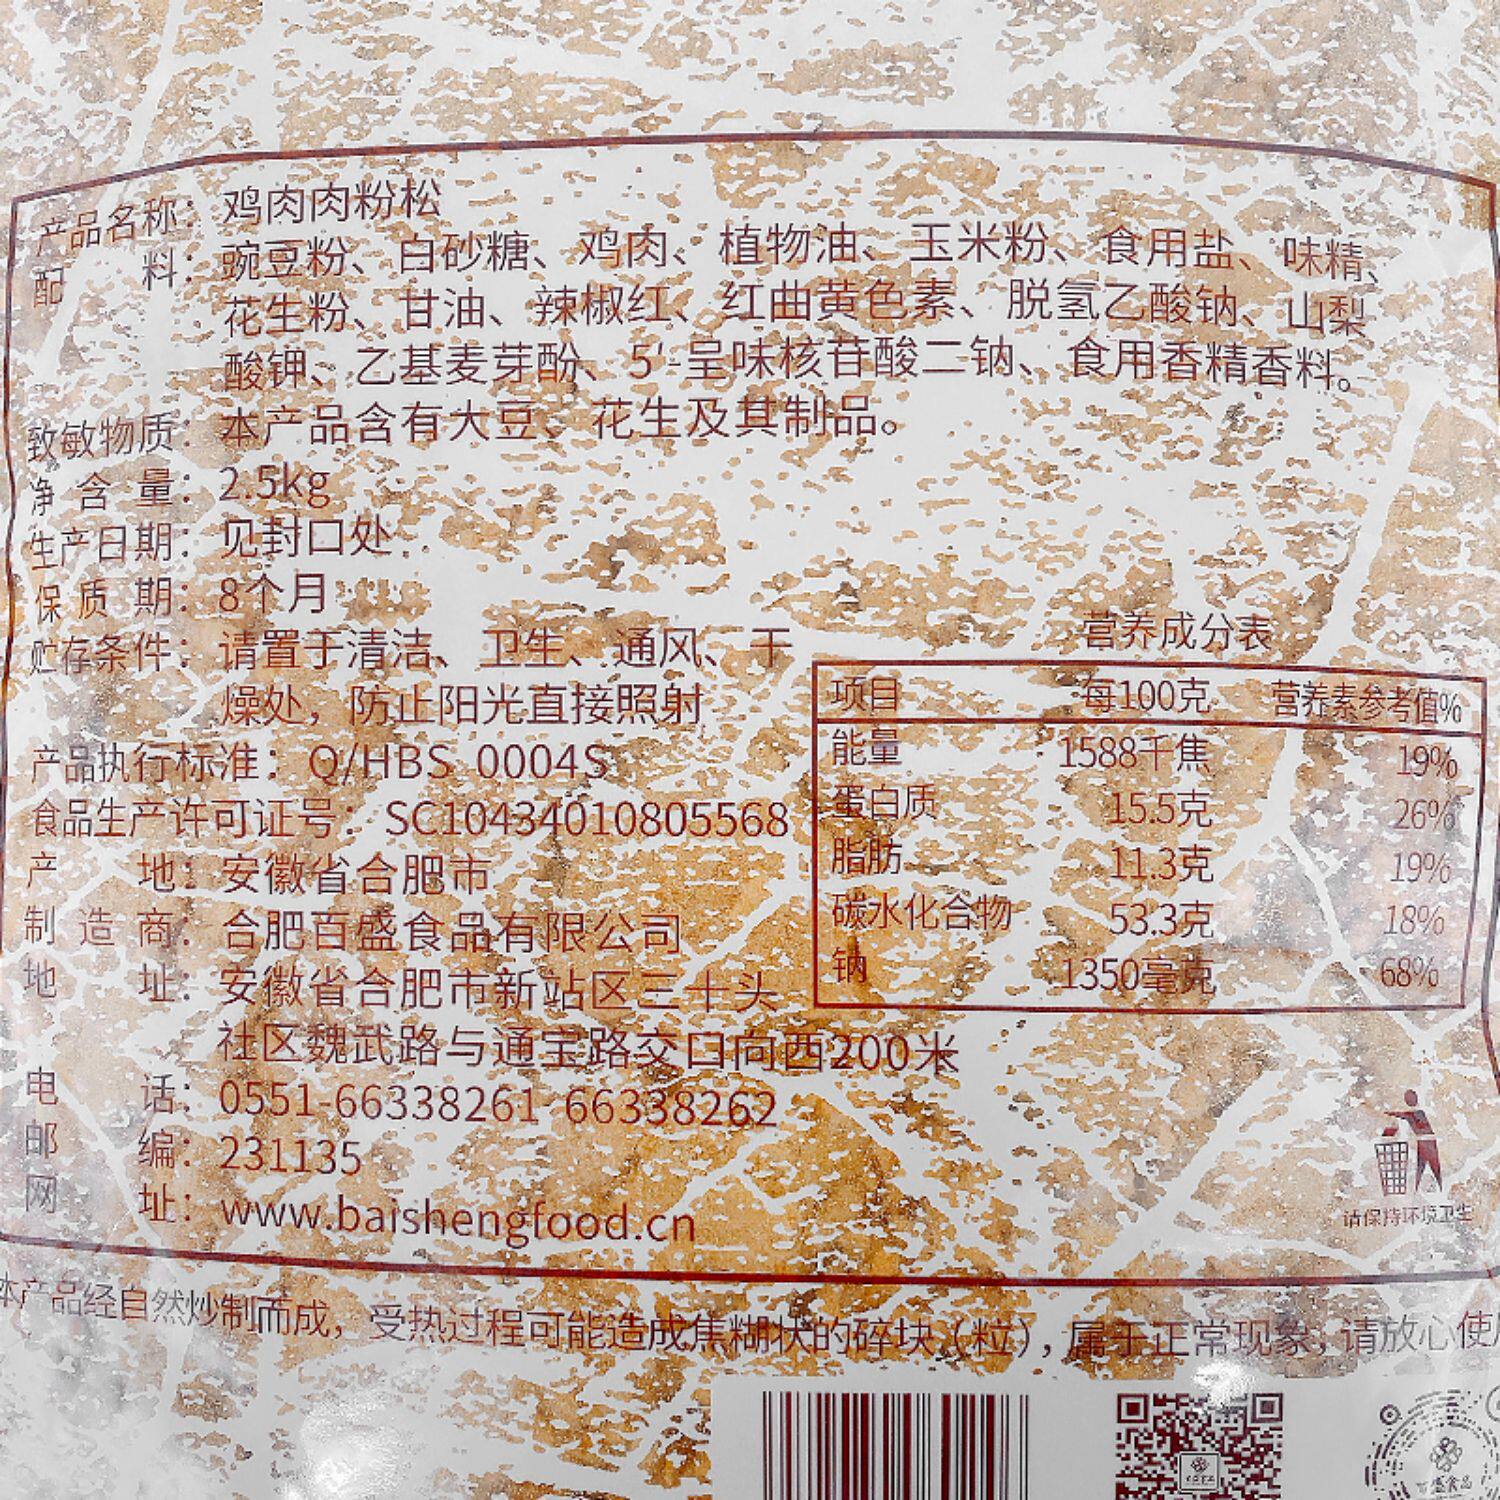 产品名称：鸡肉肉粉松
配料：豌豆粉、白砂糖、鸡肉、植物油、玉米粉、食用盐、味精、
花生粉、甘油、辣椒红、红曲黄色素、脱氢乙酸钠、山梨
酸钾、乙基麦芽酚、5'-呈味核苷酸二钠、食用香精香料。
致敏物质：本产品含有大豆、花生及其制品。
净含量：2.5kg
生产日期：见封口处
保质期：8个月
贮存条件：请置于清洁、卫生、通风、干
燥处，防止阳光直接照射
产品执行标准：Q/HBS 0004S
食品生产许可证号：SC10434010805568
产地：安徽省合肥市
制造商：合肥百盛食品有限公司
地址：安徽省合肥市新站区三十头
社区魏武路与通宝路交口向西200米
电话：0551-66338261 66338262
邮编：231135
网址：www.baishengfood.cn
营养成分表
项目 每100克 营养素参考值%
能量 1588千焦 19%
蛋白质 15.5克 26%
脂肪 11.3克 19%
碳水化合物 53.3克 18%
钠 1350毫克 68%
请保持环境卫生
本产品经自然炒制而成，受热过程可能造成焦糊状的碎块（粒），属于正常现象，请放心使
盛食品